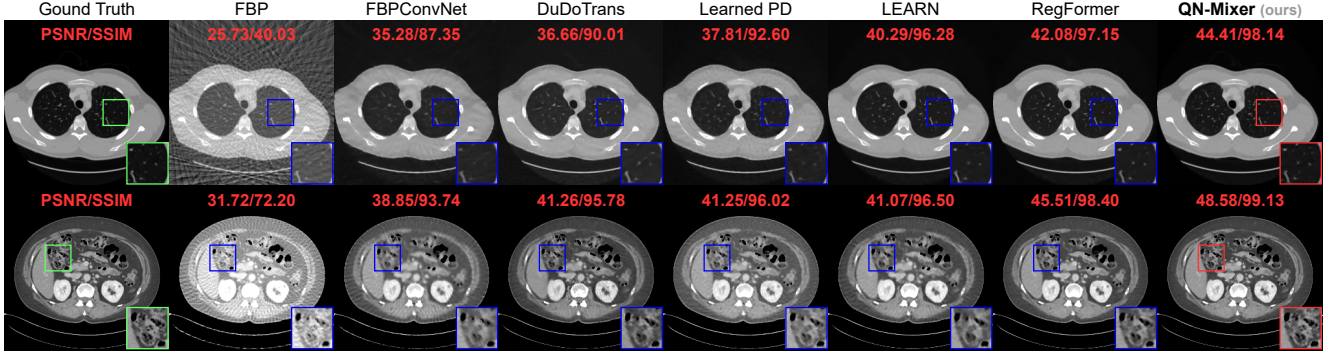 Gound Truth FBP FBPConvNet DuDoTrans Learned PD LEARN RegFormer QN-Mixer (ours)
PSNR/SSIM 25.73/40.03 35.28/87.35 36.66/90.01 37.81/92.60 40.29/96.28 42.08/97.15 44.41/98.14
PSNR/SSIM 31.72/72.20 38.85/93.74 41.26/95.78 41.25/96.02 41.07/96.50 45.51/98.40 48.58/99.13